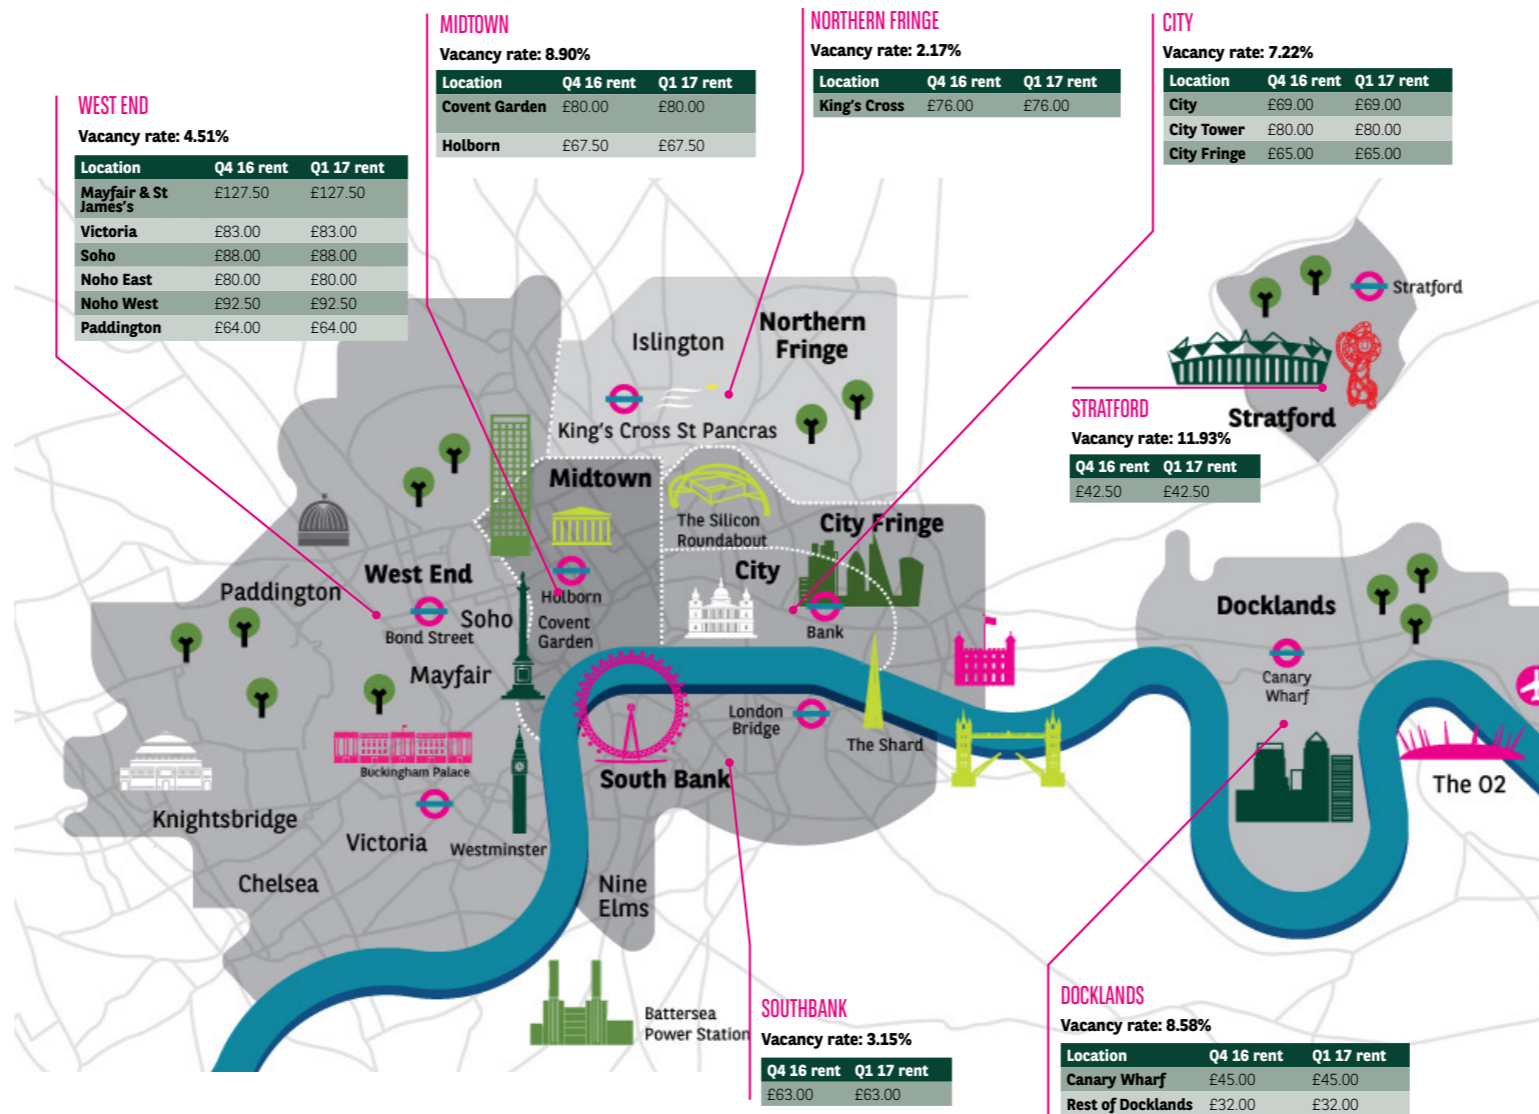 MIDTOWN
Vacancy rate: 8.90%
Location Q4 16 rent Q1 17 rent
Covent Garden £80.00 £80.00
Holborn £67.50 £67.50
NORTHERN FRINGE
Vacancy rate: 2.17%
Location Q4 16 rent Q1 17 rent
King's Cross £76.00 £76.00
CITY
Vacancy rate: 7.22%
Location Q4 16 rent Q1 17 rent
City £69.00 £69.00
City Tower £80.00 £80.00
City Fringe £65.00 £65.00
WEST END
Vacancy rate: 4.51%
Location Q4 16 rent Q1 17 rent
Mayfair & St
James's £127.50 £127.50
Victoria £83.00 £83.00
Soho £88.00 £88.00
Noho East £80.00 £80.00
Noho West £92.50 £92.50
Paddington £64.00 £64.00
Stratford
Stratford
STRATFORD
Vacancy rate: 11.93%
Q4 16 rent Q1 17 rent
£42.50 £42.50
Northern
Fringe
Islington
King's Cross St Pancras
Midtown
The Silicon
Roundabout
City Fringe
City
West End
Paddington
Holborn
Soho
Bond Street
Covent
Garden
Bank
Mayfair
Docklands
Canary
Wharf
London
Bridge
The Shard
Buckingham Palace
South Bank
The O2
Knightsbridge
Victoria
Westminster
Chelsea
Nine
Elms
Battersea
Power Station
SOUTHBANK
Vacancy rate: 3.15%
Q4 16 rent Q1 17 rent
£63.00 £63.00
DOCKLANDS
Vacancy rate: 8.58%
Location Q4 16 rent Q1 17 rent
Canary Wharf £45.00 £45.00
Rest of Docklands £32.00 £32.00